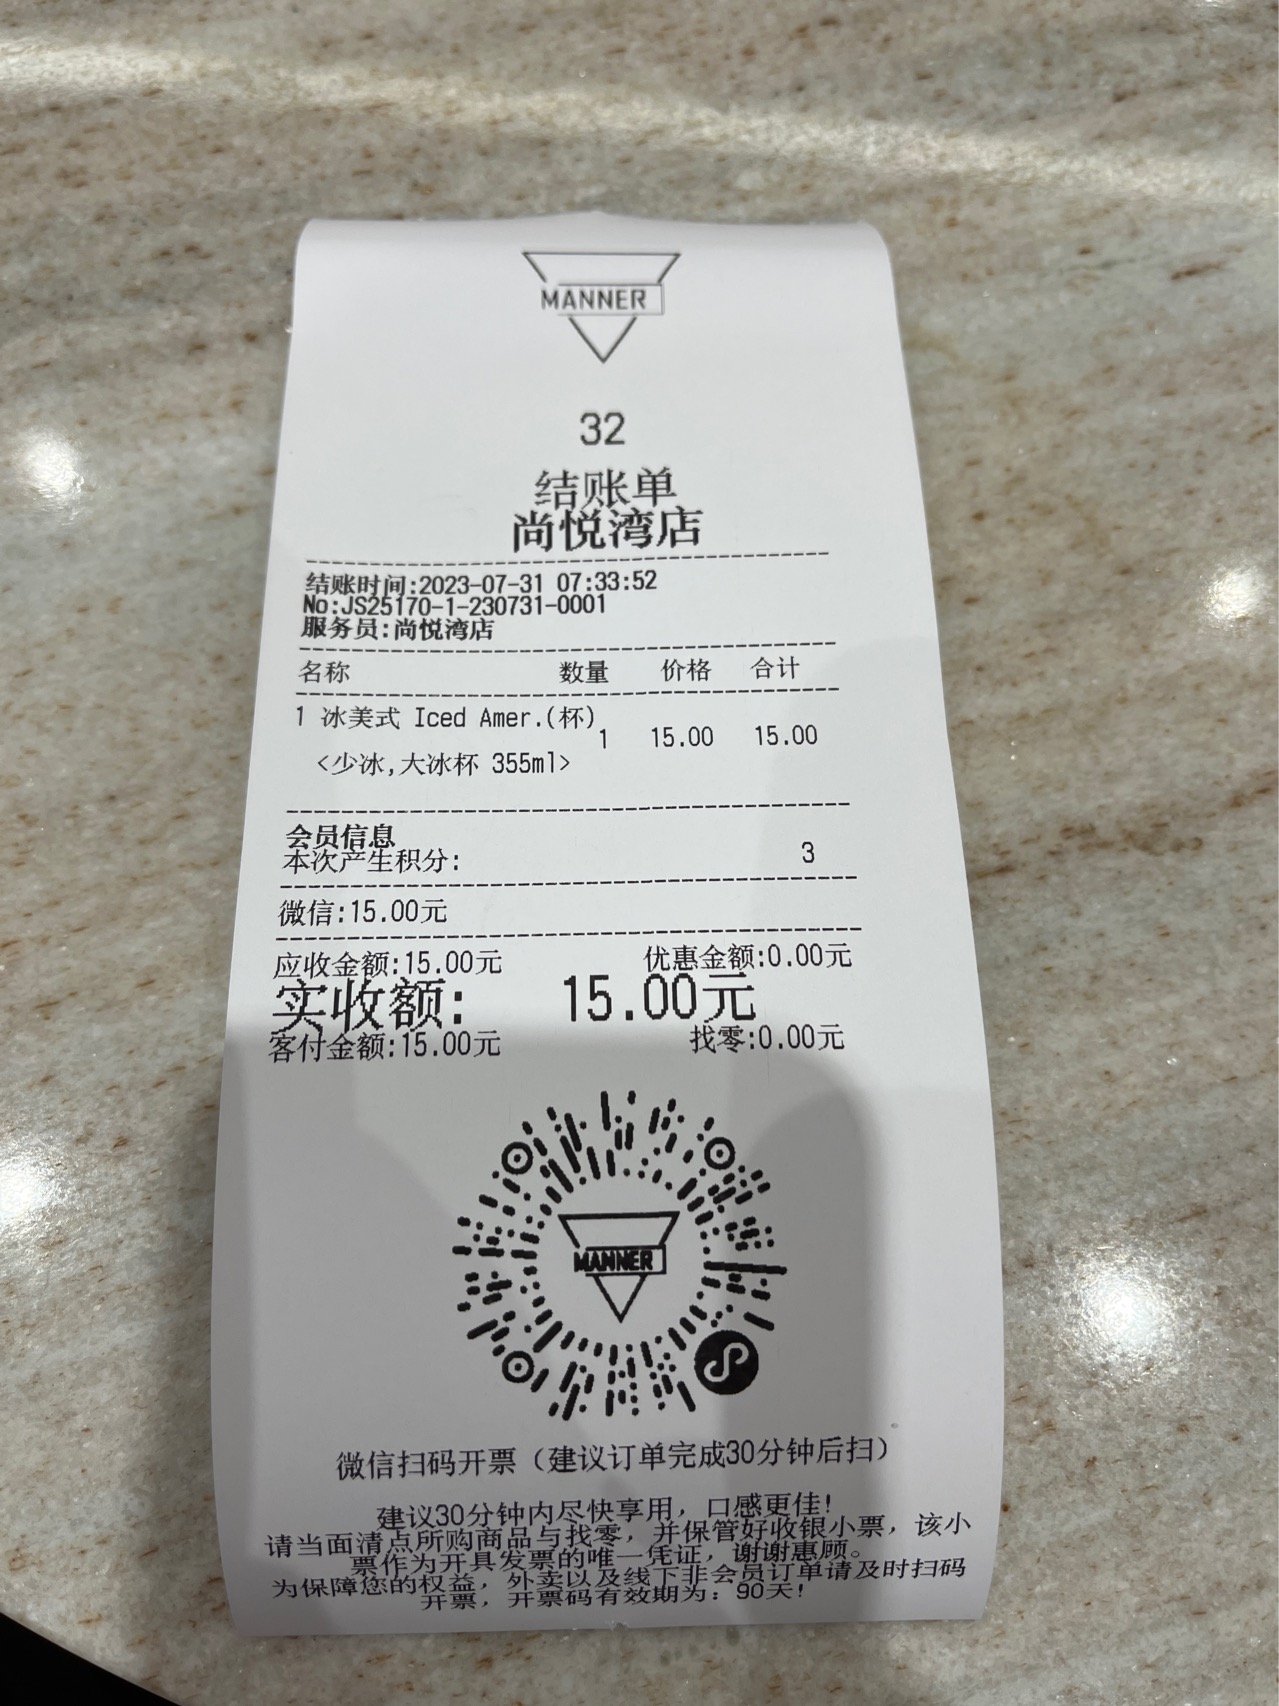 MANNER
32
结账单
尚悦湾店
结账时间:2023-07-31 07:33:52
No:JS25170-1-230731-0001
服务员:尚悦湾店
名称 数量 价格 合计
1 冰美式 Iced Amer.(杯) 1 15.00 15.00
<少冰,大冰杯 355ml>
会员信息
本次产生积分: 3
微信:15.00元
应收金额:15.00元 优惠金额:0.00元
实收额: 15.00元
客付金额:15.00元 找零:0.00元
MANNER
微信扫码开票（建议订单完成30分钟后扫）
建议30分钟内尽快享用，口感更佳！
请当面清点所购商品与找零，并保管好收银小票，该小
票作为开具发票的唯一凭证，谢谢惠顾。
为保障您的权益，外卖以及线下非会员订单请及时扫码
开票，开票码有效期为：90天！